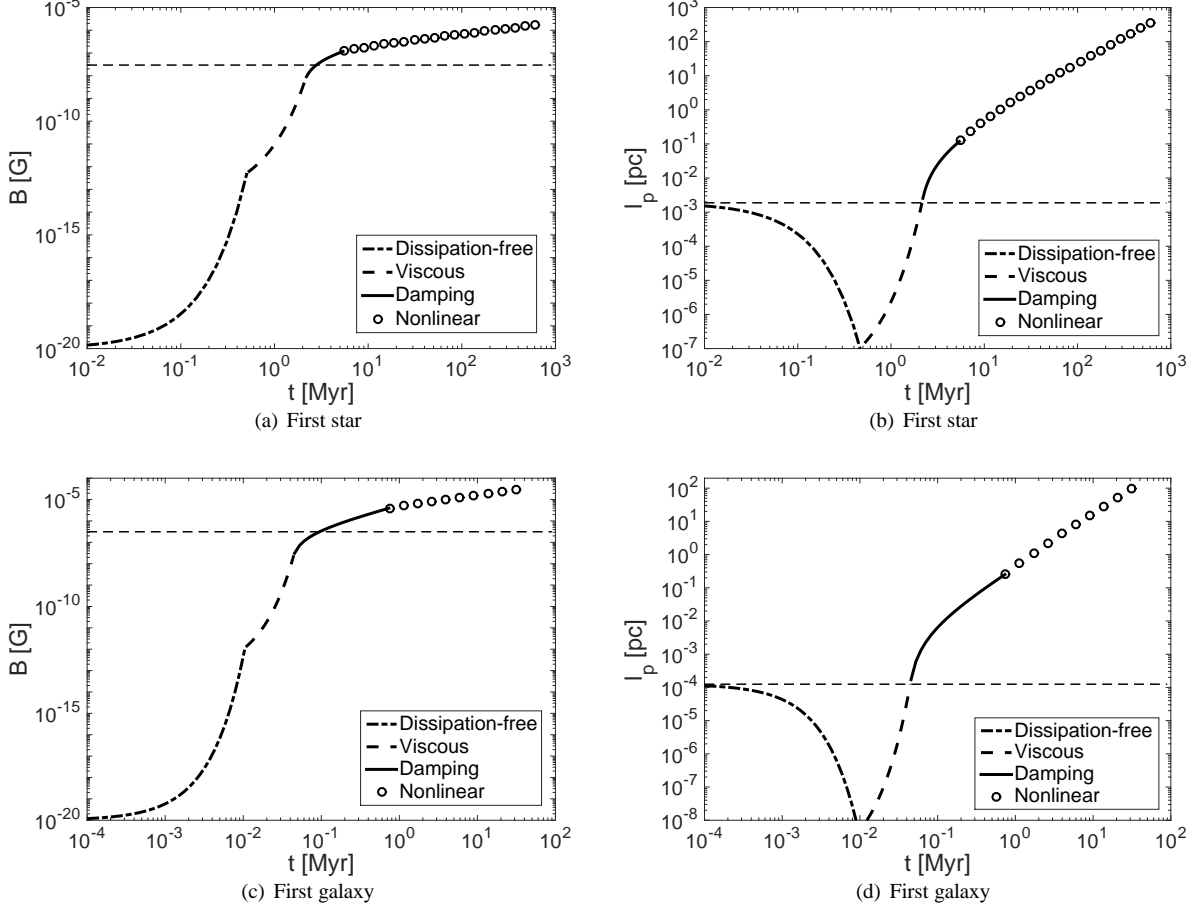 10^-5
10^-10
10^-15
10^-20
B [G]
10^-2 10^-1 10^0 10^1 10^2 10^3
t [Myr]
Dissipation-free
Viscous
Damping
Nonlinear
(a) First star
10^3
10^2
10^1
10^0
10^-1
10^-2
10^-3
10^-4
10^-5
10^-6
10^-7
l_p [pc]
10^-2 10^-1 10^0 10^1 10^2 10^3
t [Myr]
Dissipation-free
Viscous
Damping
Nonlinear
(b) First star
10^-5
10^-10
10^-15
10^-20
B [G]
10^-4 10^-3 10^-2 10^-1 10^0 10^1 10^2
t [Myr]
Dissipation-free
Viscous
Damping
Nonlinear
(c) First galaxy
10^2
10^1
10^0
10^-1
10^-2
10^-3
10^-4
10^-5
10^-6
10^-7
10^-8
l_p [pc]
10^-4 10^-3 10^-2 10^-1 10^0 10^1 10^2
t [Myr]
Dissipation-free
Viscous
Damping
Nonlinear
(d) First galaxy